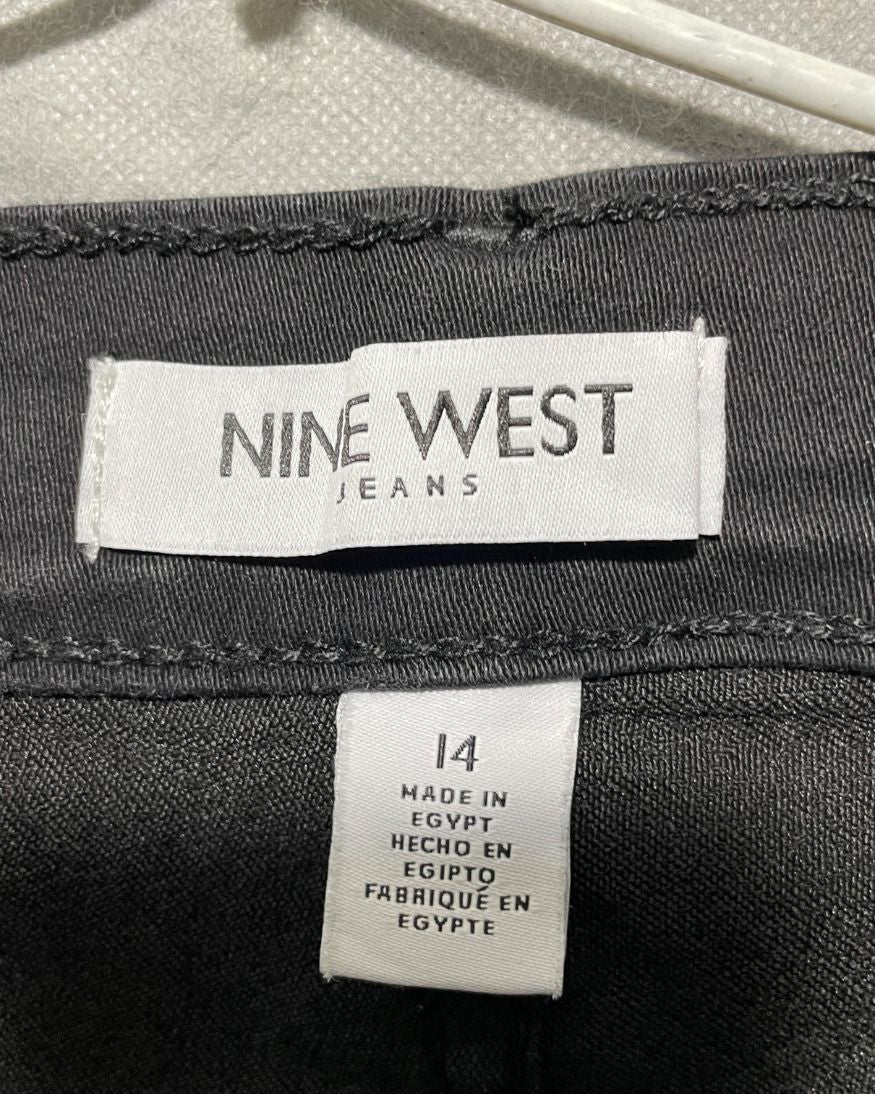 NINE WEST
JEANS
14
MADE IN
EGYPT
HECHO EN
EGIPTO
FABRIQUÉ EN
EGYPTE